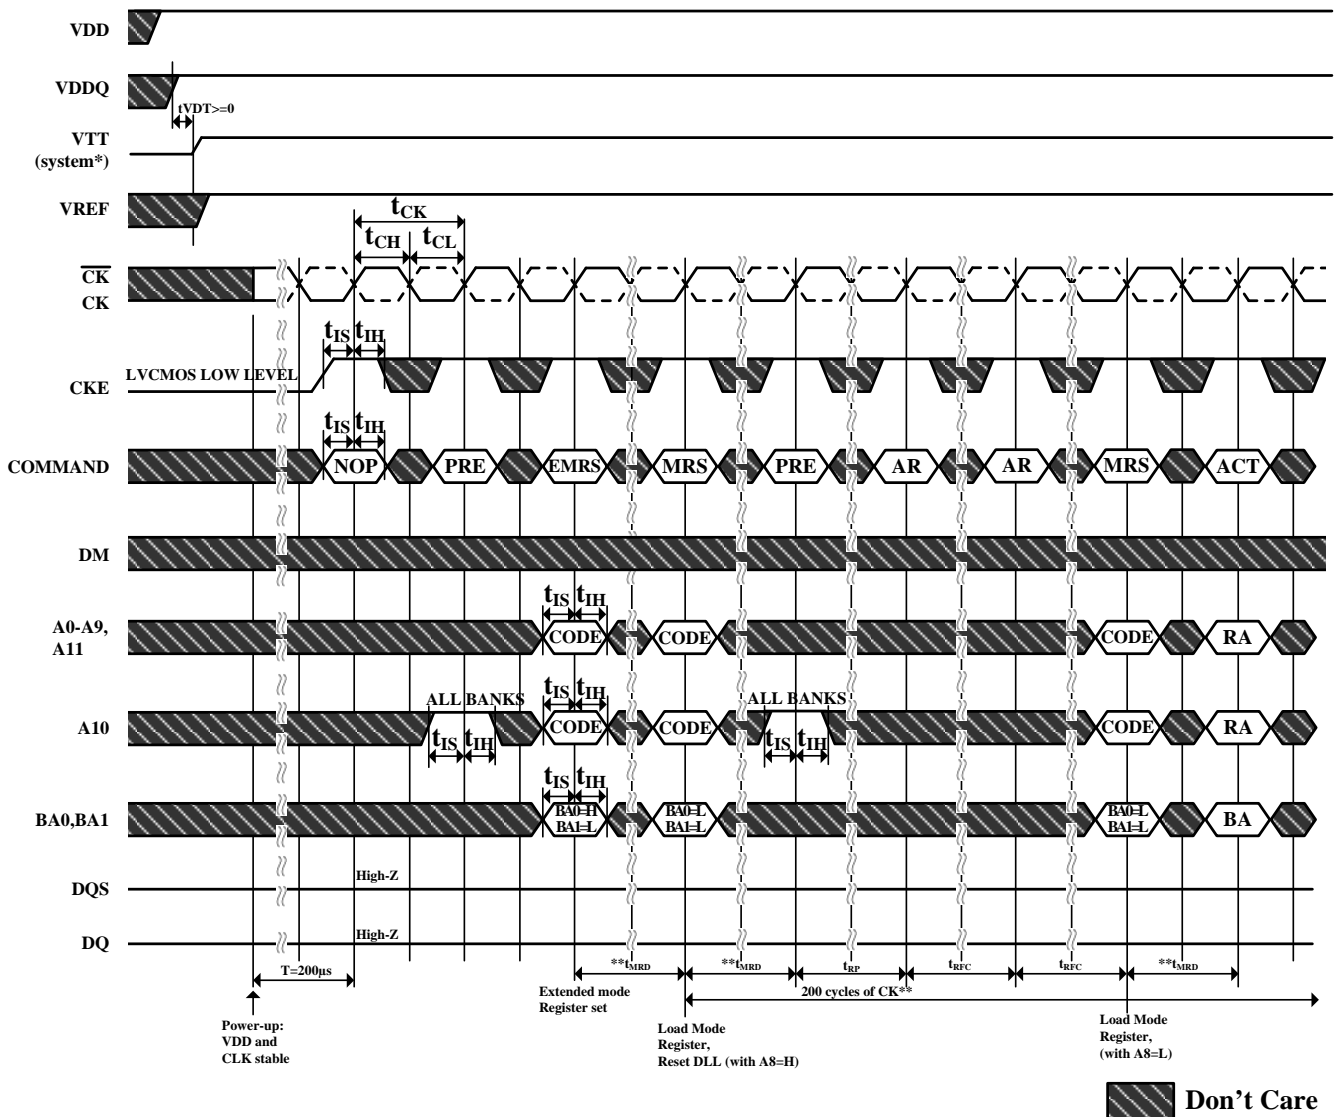 VDD
VDDQ
tVDT>=0
VTT
(system*)
VREF
tCK
tCH tCL
CK
CK
tIS tIH
LVCMOS LOW LEVEL
CKE
tIS tIH
COMMAND NOP PRE EMRS MRS PRE AR AR MRS ACT
DM
tIS tIH
A0-A9,
A11 CODE CODE CODE RA
ALL BANKS tIS tIH ALL BANKS
A10 CODE CODE CODE RA
tIS tIH tIS tIH
tIS tIH
BA0,BA1 BA0=H BA0=L BA0=L BA
BA1=L BA1=L BA1=L
High-Z
DQS
High-Z
DQ
T=200µs **tMRD **tMRD tRP tRFC tRFC **tMRD
Extended mode
Register set
200 cycles of CK**
Power-up:
VDD and
CLK stable
Load Mode
Register,
Reset DLL (with A8=H)
Load Mode
Register,
(with A8=L)
Don't Care